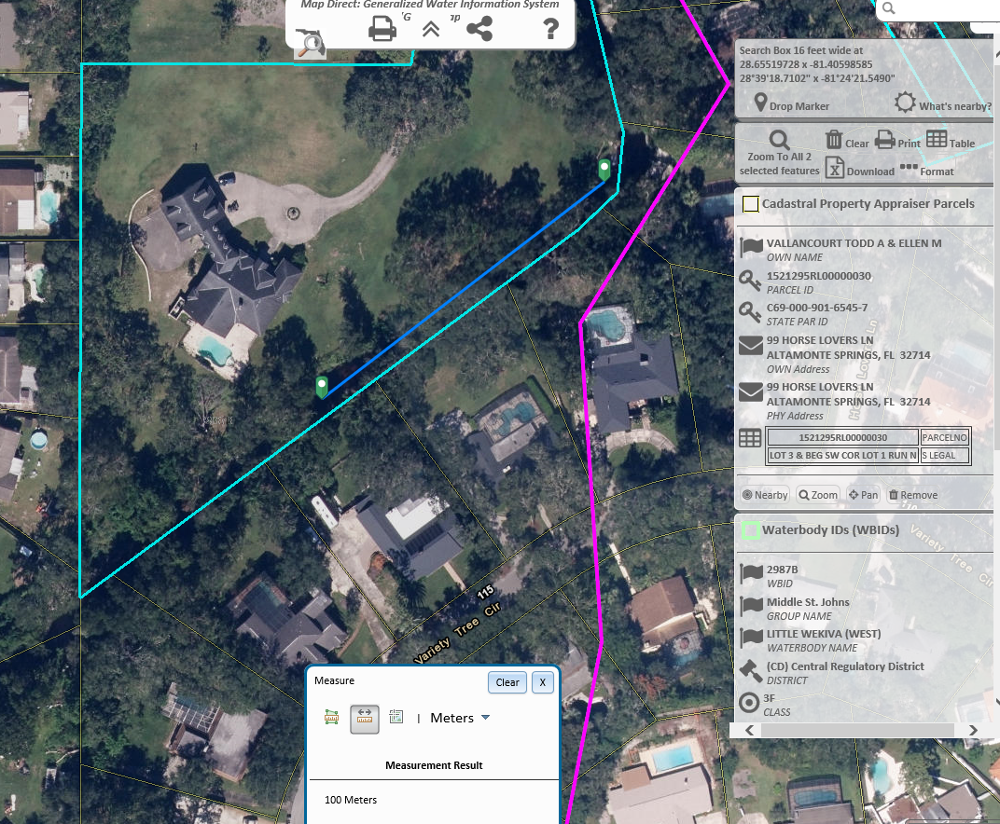 Map Direct: Generalized Water Information System
?
Search Box 16 feet wide at
28.65519728 x -81.40598585
28°39'18.7102" x -81°24'21.5490"
Drop Marker
What's nearby?
Zoom To All 2
selected features
Clear
Print
Table
Download
Format
Cadastral Property Appraiser Parcels
VALLANCOURT TODD A & ELLEN M
OWN NAME
1521295RL00000030
PARCEL ID
C69-000-901-6545-7
STATE PAR ID
99 HORSE LOVERS LN
ALTAMONTE SPRINGS, FL 32714
OWN Address
99 HORSE LOVERS LN
ALTAMONTE SPRINGS, FL 32714
PHY Address
1521295RL00000030 PARCELNO
LOT 3 & BEG SW COR LOT 1 RUN N S LEGAL
Nearby Zoom Pan Remove
Waterbody IDs (WBIDs)
2987B
WBID
Middle St. Johns
GROUP NAME
LITTLE WEKIVA (WEST)
WATERBODY NAME
(CD) Central Regulatory District
DISTRICT
3F
CLASS
Variety Tree Cir
115
Variety Tree Cir
Measure
Clear
X
| Meters
Measurement Result
100 Meters